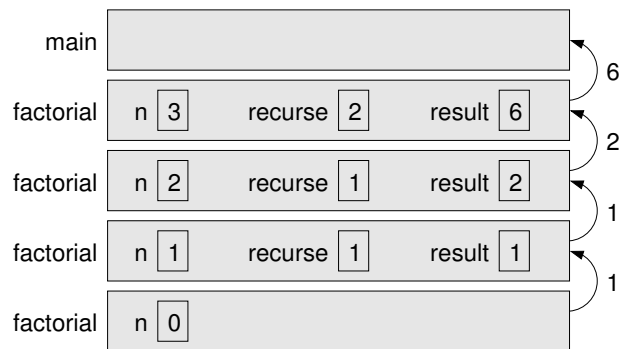 main
6
factorial n 3 recurse 2 result 6
2
factorial n 2 recurse 1 result 2
1
factorial n 1 recurse 1 result 1
1
factorial n 0